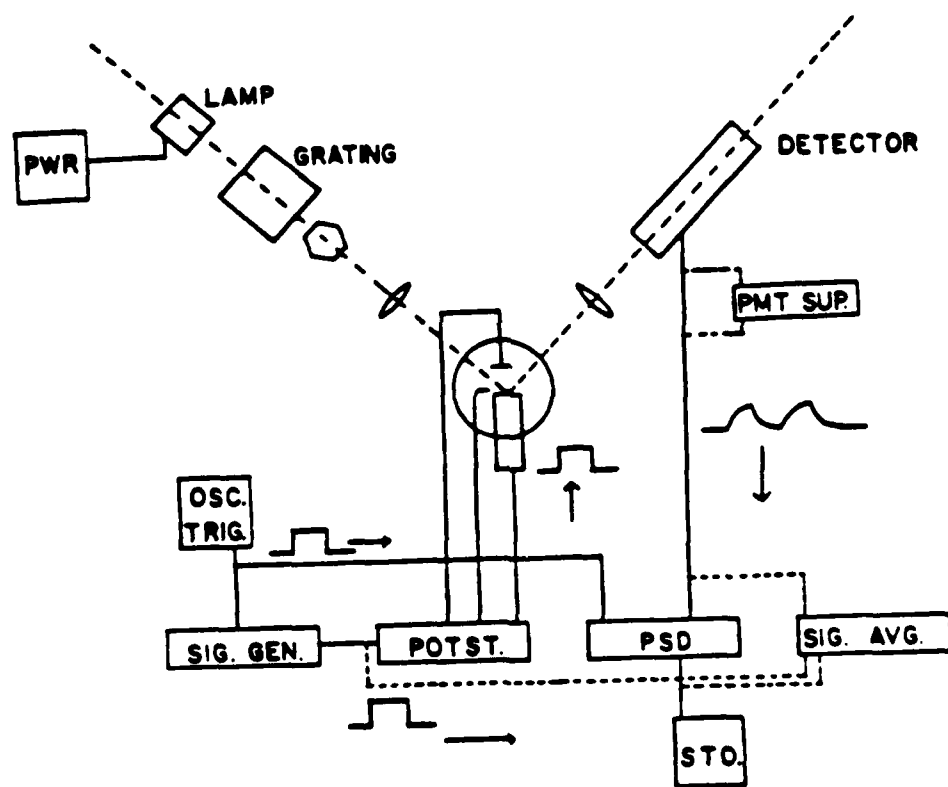 LAMP
PWR
GRATING
DETECTOR
PMT SUP.
OSC.
TRIG.
SIG. GEN.
POTST.
PSD
SIG. AVG.
STO.